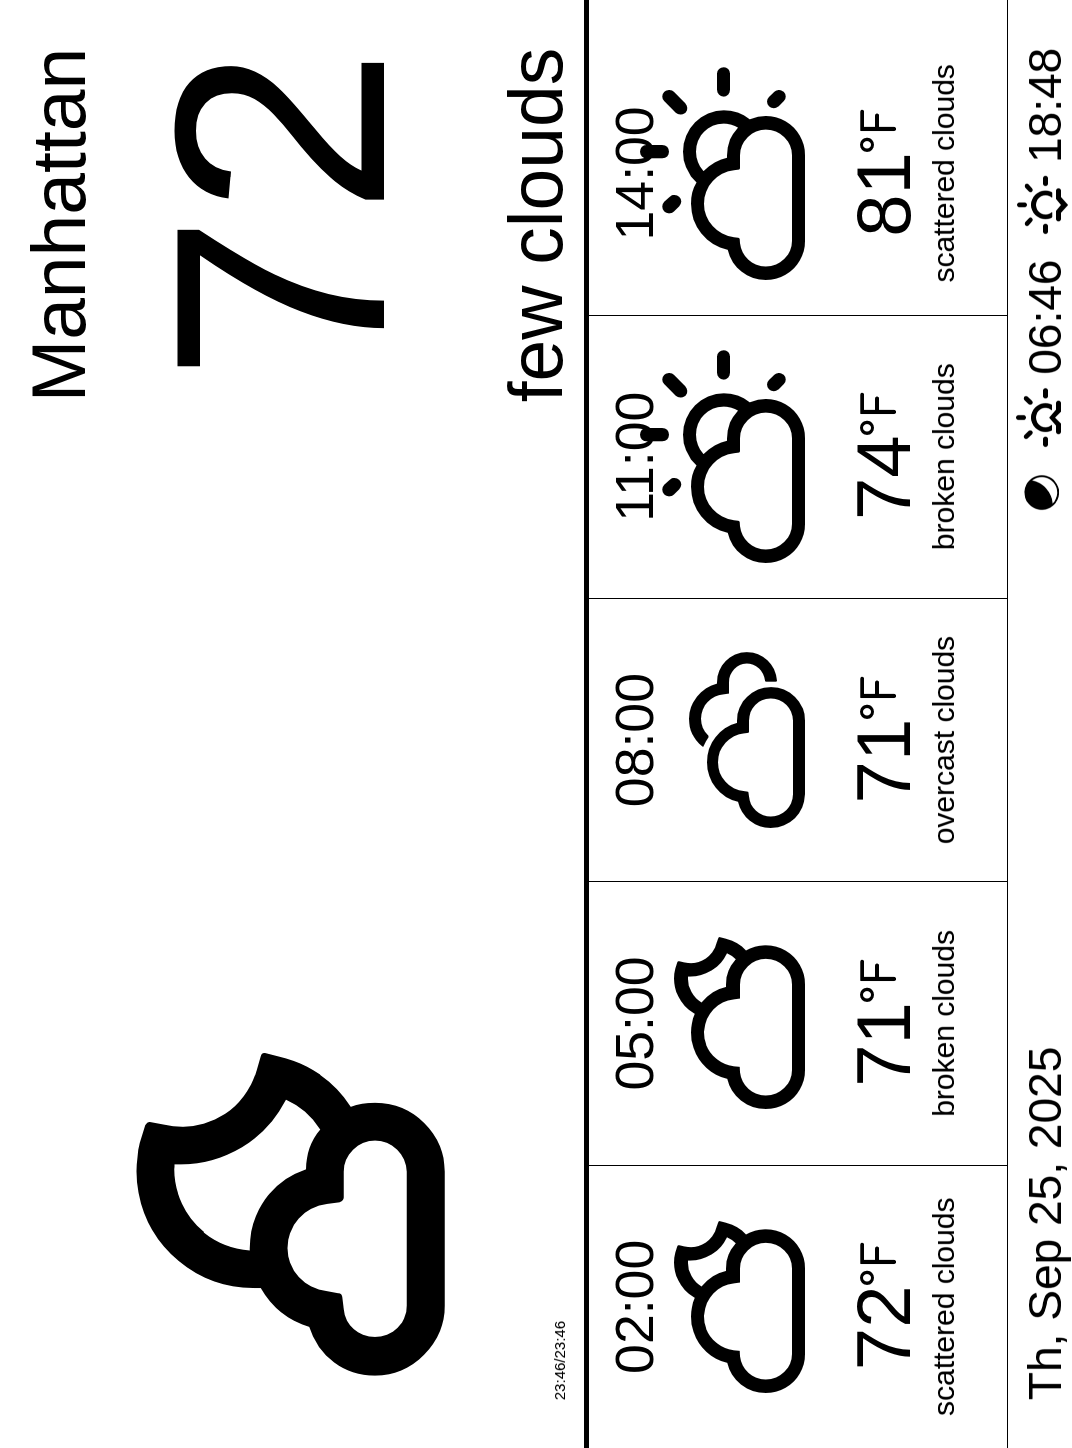 Manhattan
72
few clouds
23:46/23:46
02:00
72°F
scattered clouds
05:00
71°F
broken clouds
08:00
71°F
overcast clouds
11:00
74°F
broken clouds
14:00
81°F
scattered clouds
Th, Sep 25, 2025
06:46 18:48